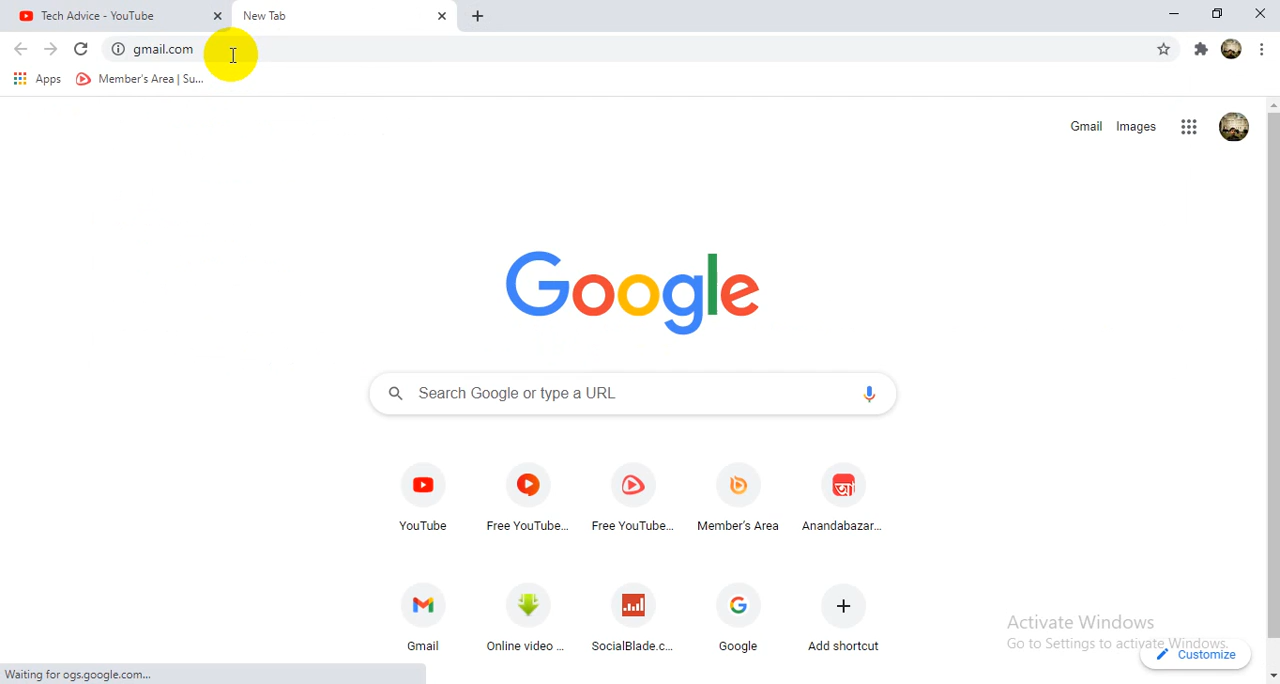 Tech Advice - YouTube
New Tab
gmail.com
Apps
Member's Area | Su...
Gmail Images
Google
Search Google or type a URL
YouTube
Free YouTube...
Free YouTube...
Member's Area
Anandabazar...
Gmail
Online video ...
SocialBlade.c...
Google
Add shortcut
Activate Windows
Go to Settings to activate Windows.
Customize
Waiting for ogs.google.com...